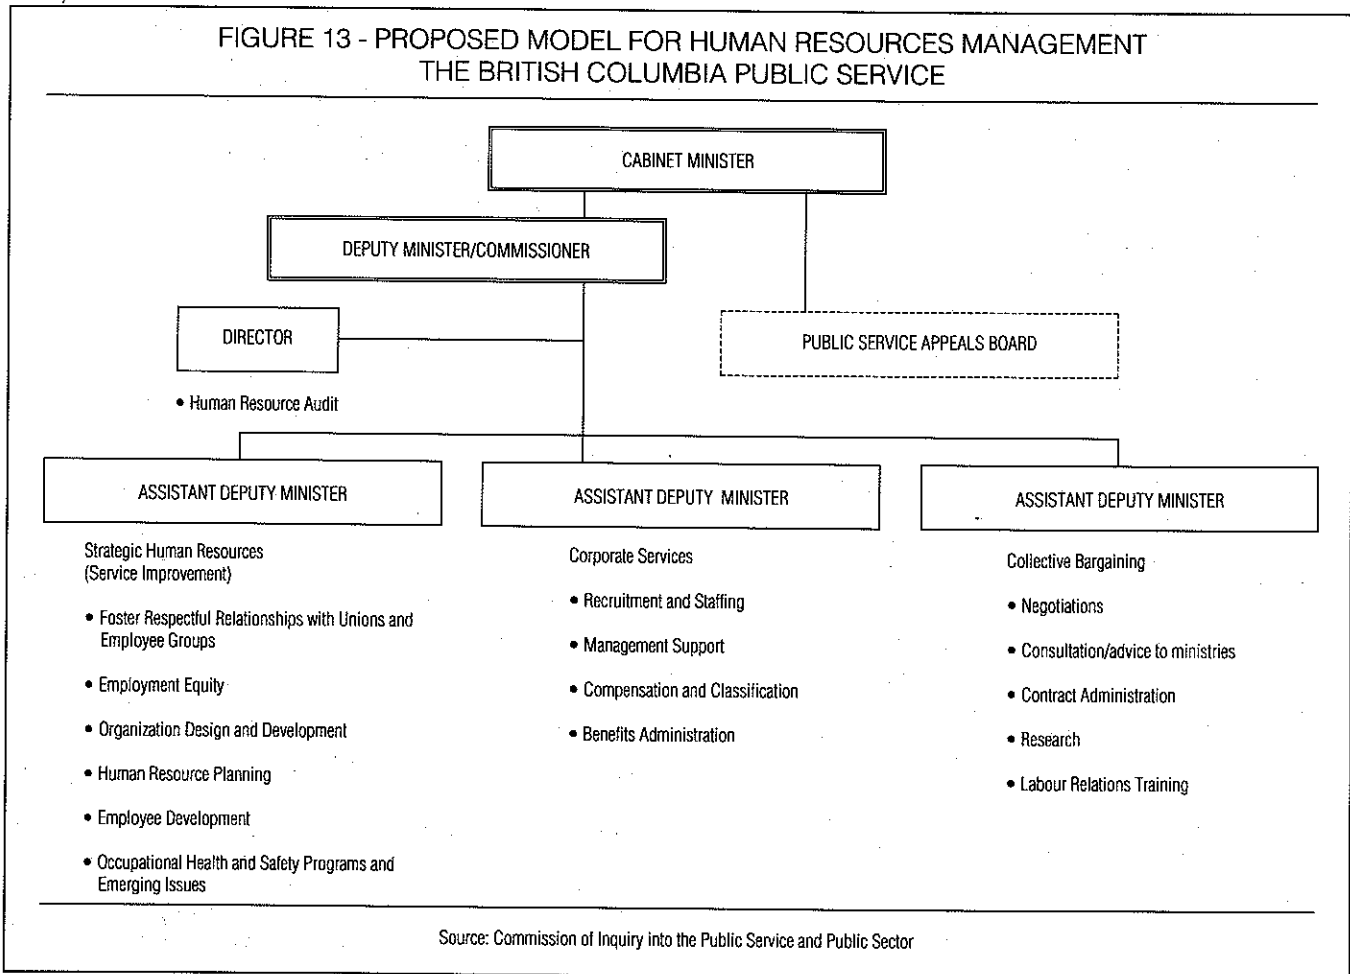 FIGURE 13 - PROPOSED MODEL FOR HUMAN RESOURCES MANAGEMENT
THE BRITISH COLUMBIA PUBLIC SERVICE
CABINET MINISTER
DEPUTY MINISTER/COMMISSIONER
DIRECTOR
• Human Resource Audit
PUBLIC SERVICE APPEALS BOARD
ASSISTANT DEPUTY MINISTER
Strategic Human Resources
(Service Improvement)
• Foster Respectful Relationships with Unions and
Employee Groups
• Employment Equity
• Organization Design and Development
• Human Resource Planning
• Employee Development
• Occupational Health and Safety Programs and
Emerging Issues
ASSISTANT DEPUTY MINISTER
Corporate Services
• Recruitment and Staffing
• Management Support
• Compensation and Classification
• Benefits Administration
ASSISTANT DEPUTY MINISTER
Collective Bargaining
• Negotiations
• Consultation/advice to ministries
• Contract Administration
• Research
• Labour Relations Training
Source: Commission of Inquiry into the Public Service and Public Sector